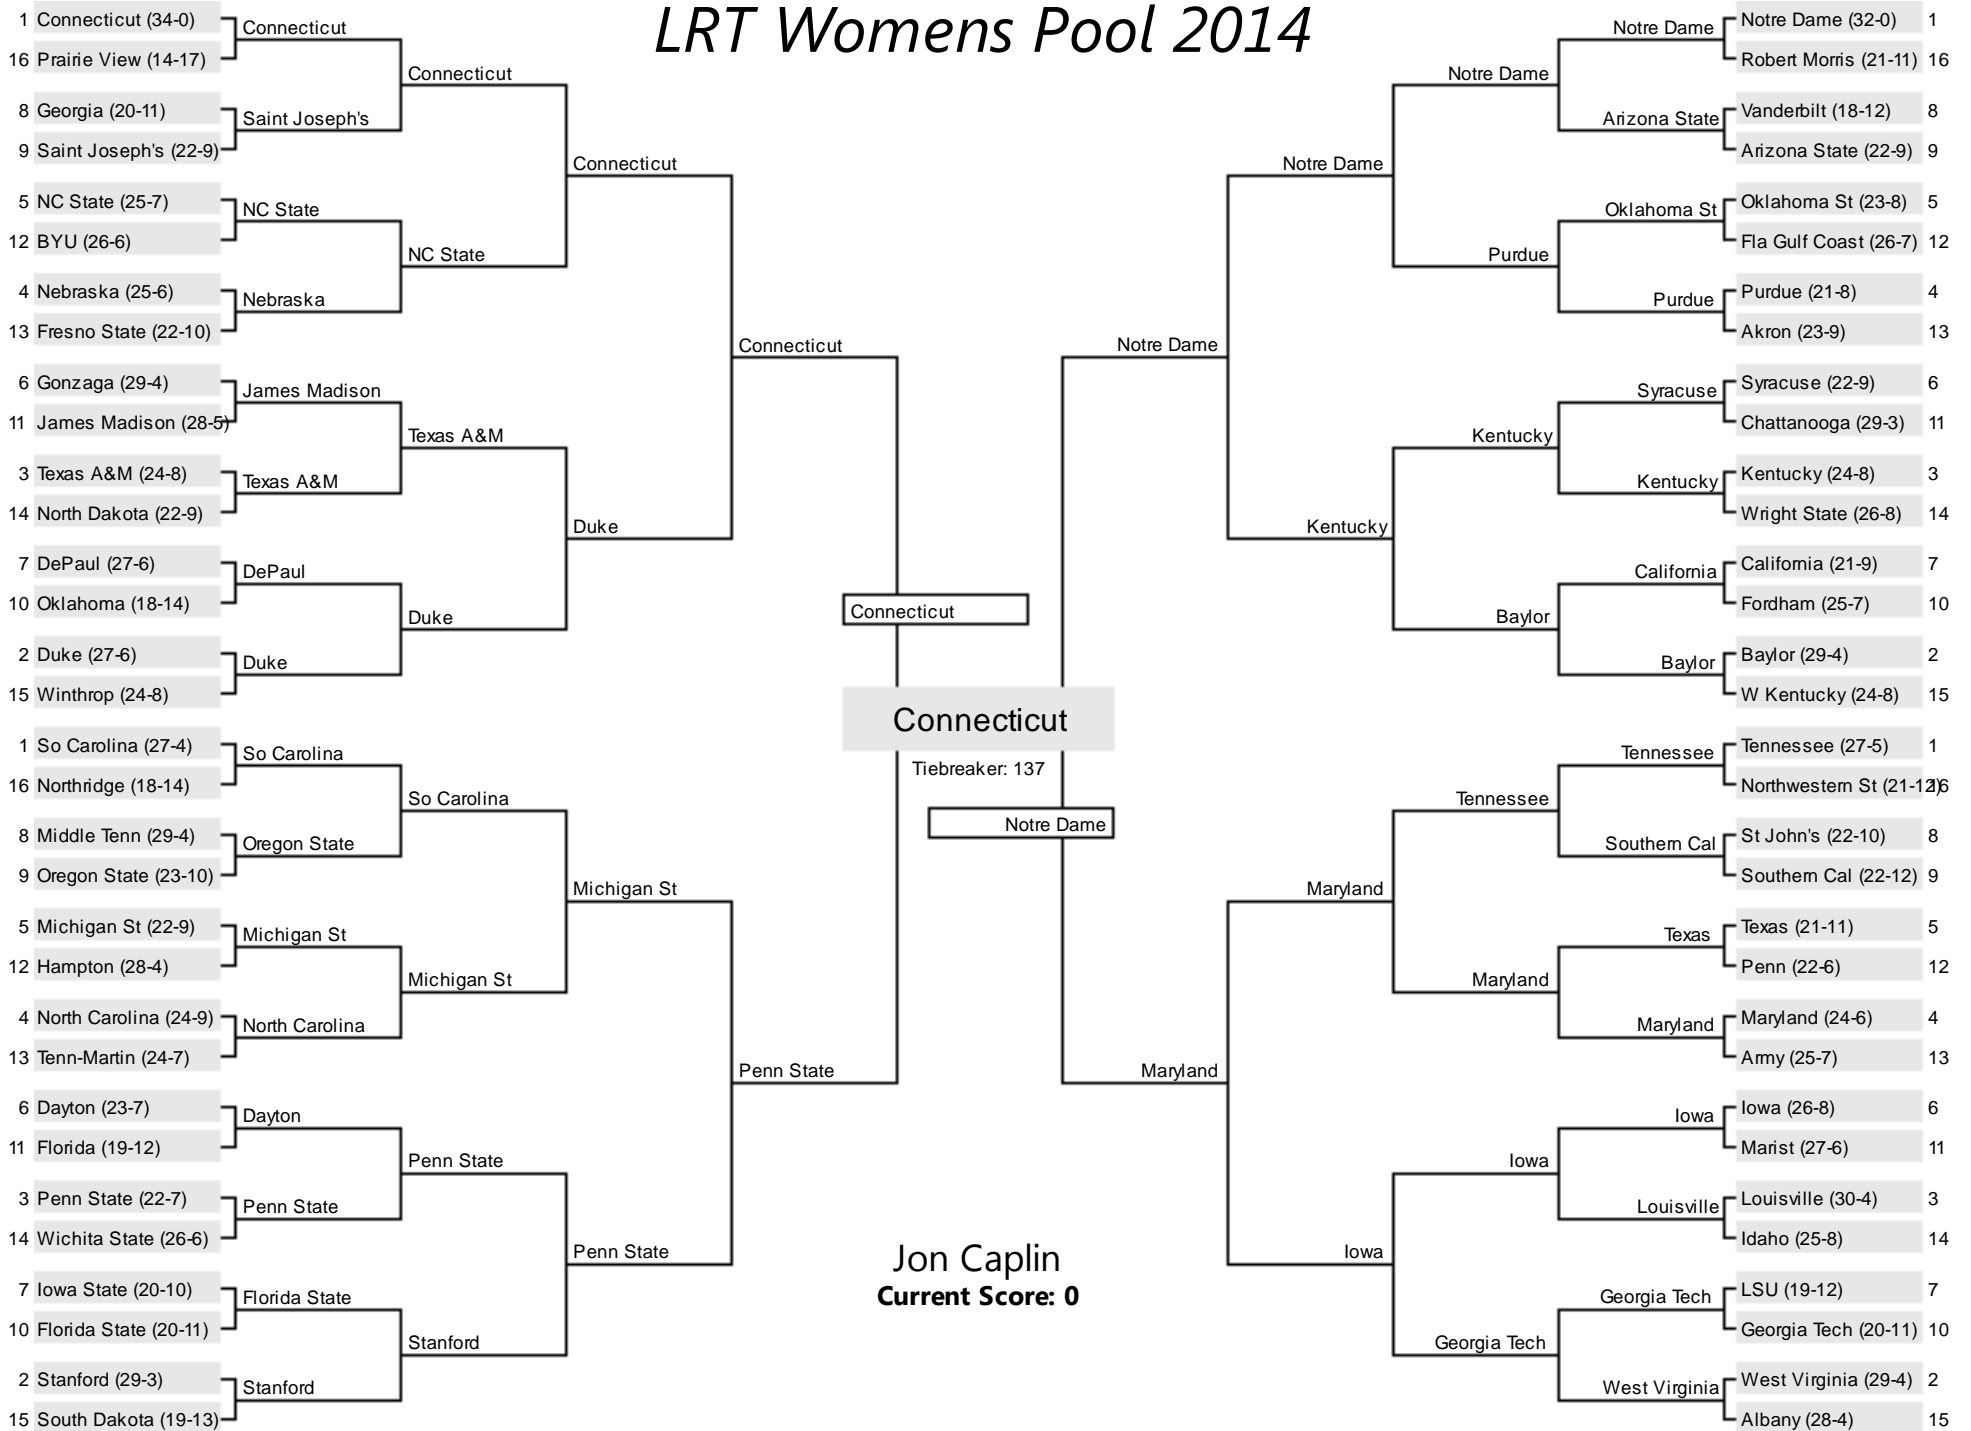 LRT Womens Pool 2014
1 Connecticut (34-0)
16 Prairie View (14-17)
8 Georgia (20-11)
9 Saint Joseph's (22-9)
5 NC State (25-7)
12 BYU (26-6)
4 Nebraska (25-6)
13 Fresno State (22-10)
6 Gonzaga (29-4)
11 James Madison (28-5)
3 Texas A&M (24-8)
14 North Dakota (22-9)
7 DePaul (27-6)
10 Oklahoma (18-14)
2 Duke (27-6)
15 Winthrop (24-8)
1 So Carolina (27-4)
16 Northridge (18-14)
8 Middle Tenn (29-4)
9 Oregon State (23-10)
5 Michigan St (22-9)
12 Hampton (28-4)
4 North Carolina (24-9)
13 Tenn-Martin (24-7)
6 Dayton (23-7)
11 Florida (19-12)
3 Penn State (22-7)
14 Wichita State (26-6)
7 Iowa State (20-10)
10 Florida State (20-11)
2 Stanford (29-3)
15 South Dakota (19-13)
Connecticut
Saint Joseph's
NC State
Nebraska
James Madison
Texas A&M
DePaul
Duke
So Carolina
Oregon State
Michigan St
North Carolina
Dayton
Penn State
Florida State
Stanford
Connecticut
NC State
Texas A&M
Duke
So Carolina
Michigan St
Penn State
Stanford
Connecticut
Duke
Michigan St
Penn State
Connecticut
Penn State
Connecticut
Connecticut
Tiebreaker: 137
Notre Dame
Jon Caplin
Current Score: 0
Notre Dame
Maryland
Notre Dame
Kentucky
Maryland
Iowa
Notre Dame
Purdue
Kentucky
Baylor
Tennessee
Maryland
Iowa
Georgia Tech
Notre Dame
Arizona State
Oklahoma St
Purdue
Syracuse
Kentucky
California
Baylor
Tennessee
Southern Cal
Texas
Maryland
Iowa
Louisville
Georgia Tech
West Virginia
Notre Dame (32-0) 1
Robert Morris (21-11) 16
Vanderbilt (18-12) 8
Arizona State (22-9) 9
Oklahoma St (23-8) 5
Fla Gulf Coast (26-7) 12
Purdue (21-8) 4
Akron (23-9) 13
Syracuse (22-9) 6
Chattanooga (29-3) 11
Kentucky (24-8) 3
Wright State (26-8) 14
California (21-9) 7
Fordham (25-7) 10
Baylor (29-4) 2
W Kentucky (24-8) 15
Tennessee (27-5) 1
Northwestern St (21-12) 16
St John's (22-10) 8
Southern Cal (22-12) 9
Texas (21-11) 5
Penn (22-6) 12
Maryland (24-6) 4
Army (25-7) 13
Iowa (26-8) 6
Marist (27-6) 11
Louisville (30-4) 3
Idaho (25-8) 14
LSU (19-12) 7
Georgia Tech (20-11) 10
West Virginia (29-4) 2
Albany (28-4) 15